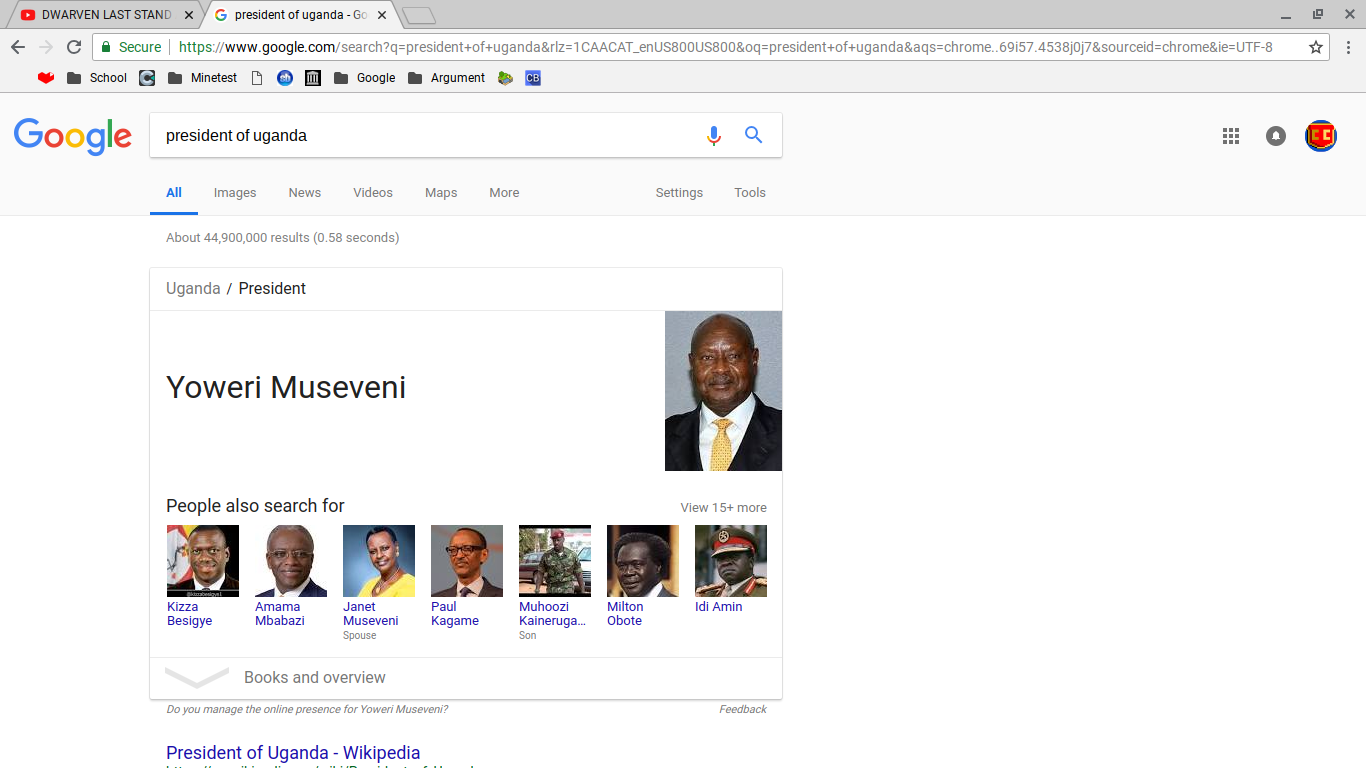 DWARVEN LAST STAND
president of uganda - Go
Secure
https://www.google.com/search?q=president+of+uganda&rlz=1CAACAT_enUS800US800&oq=president+of+uganda&aqs=chrome..69i57.4538j0j7&sourceid=chrome&ie=UTF-8
School
Minetest
Google
Argument
CB
Google
president of uganda
All Images News Videos Maps More Settings Tools
About 44,900,000 results (0.58 seconds)
Uganda / President
Yoweri Museveni
People also search for
View 15+ more
Kizza
Besigye
Amama
Mbabazi
Janet
Museveni
Spouse
Paul
Kagame
Muhoozi
Kaineruga...
Son
Milton
Obote
Idi Amin
Books and overview
Do you manage the online presence for Yoweri Museveni?
Feedback
President of Uganda - Wikipedia